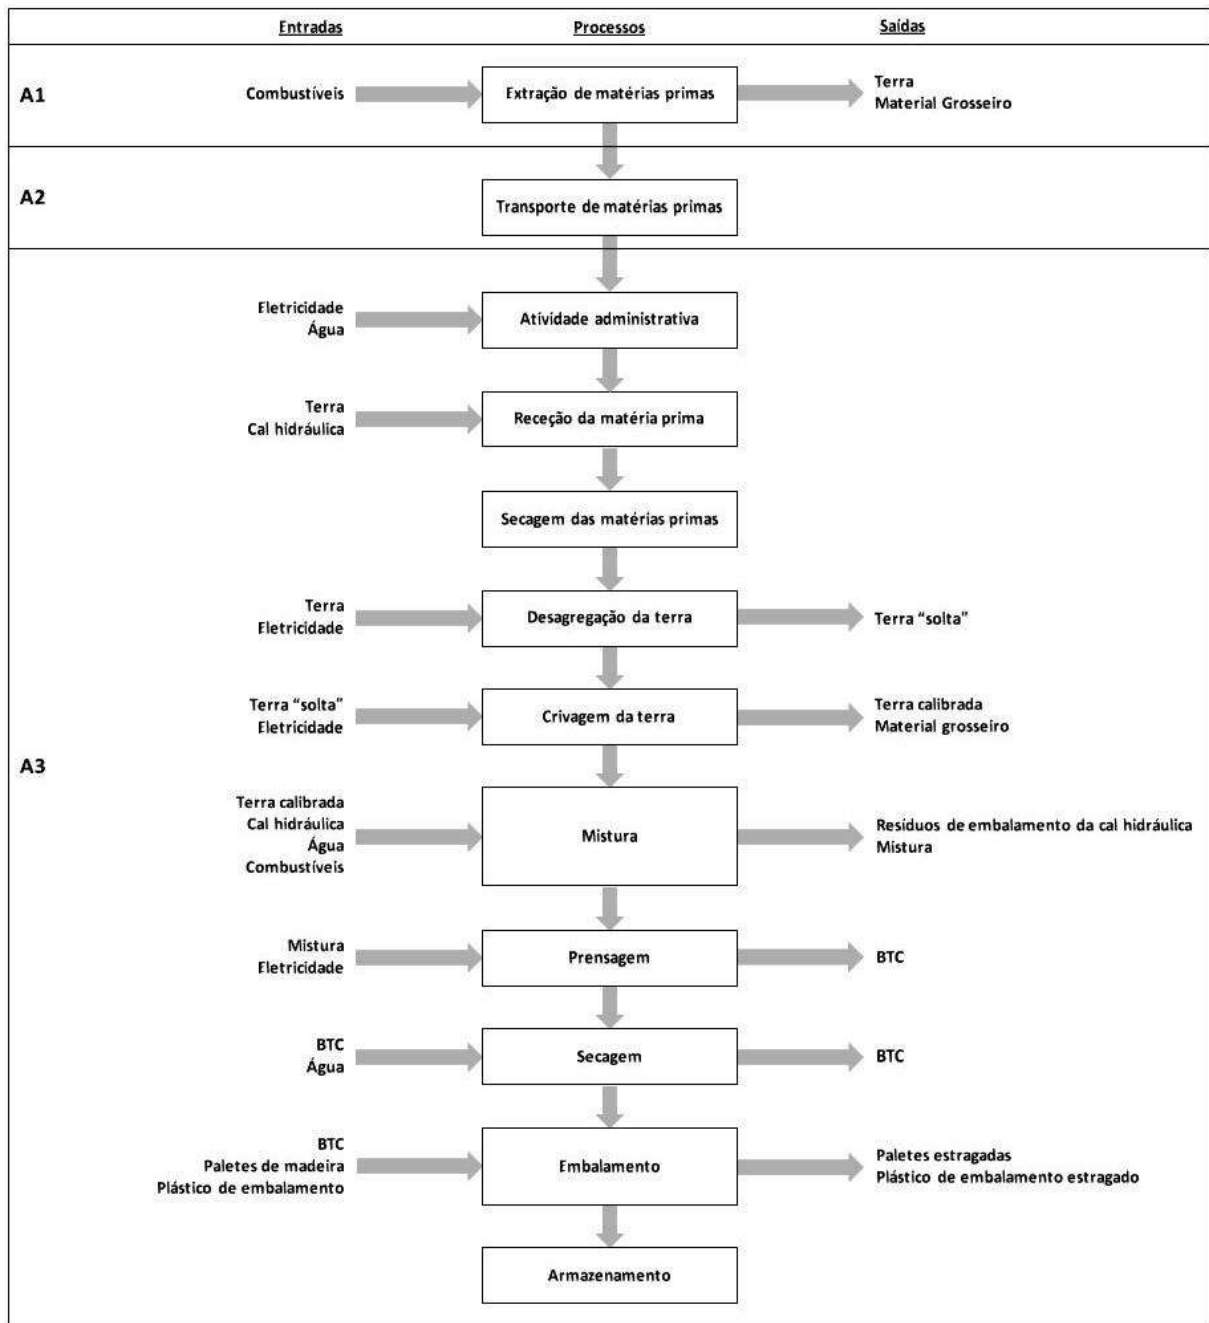 Entradas
Processos
Saídas
A1
Combustíveis
Extração de matérias primas
Terra
Material Grosseiro
A2
Transporte de matérias primas
A3
Eletricidade
Água
Atividade administrativa
Terra
Cal hidráulica
Receção da matéria prima
Secagem das matérias primas
Terra
Eletricidade
Desagregação da terra
Terra “solta”
Terra “solta”
Eletricidade
Crivagem da terra
Terra calibrada
Material grosseiro
Terra calibrada
Cal hidráulica
Água
Combustíveis
Mistura
Resíduos de embalamento da cal hidráulica
Mistura
Mistura
Eletricidade
Prensagem
BTC
BTC
Água
Secagem
BTC
BTC
Paletes de madeira
Plástico de embalamento
Embalamento
Paletes estragadas
Plástico de embalamento estragado
Armazenamento